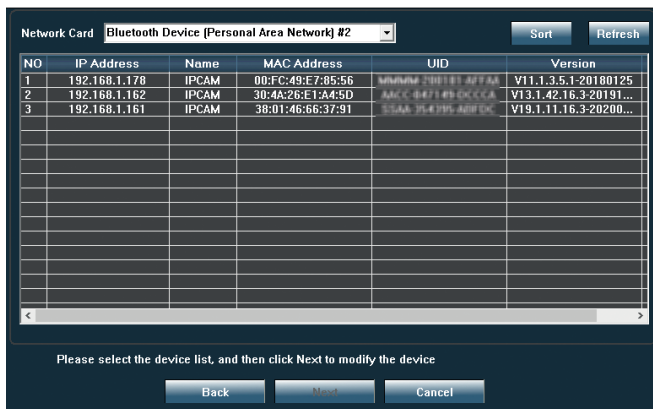 Network Card Bluetooth Device (Personal Area Network) #2 Sort Refresh
NO IP Address Name MAC Address UID Version
1 192.168.1.178 IPCAM 00:FC:49:E7:85:56 V11.1.3.5.1-20180125
2 192.168.1.162 IPCAM 30:4A:26:E1:A4:5D V13.1.42.16.3-20191...
3 192.168.1.161 IPCAM 38:01:46:66:37:91 V19.1.11.16.3-20200...
Please select the device list, and then click Next to modify the device
Back Next Cancel